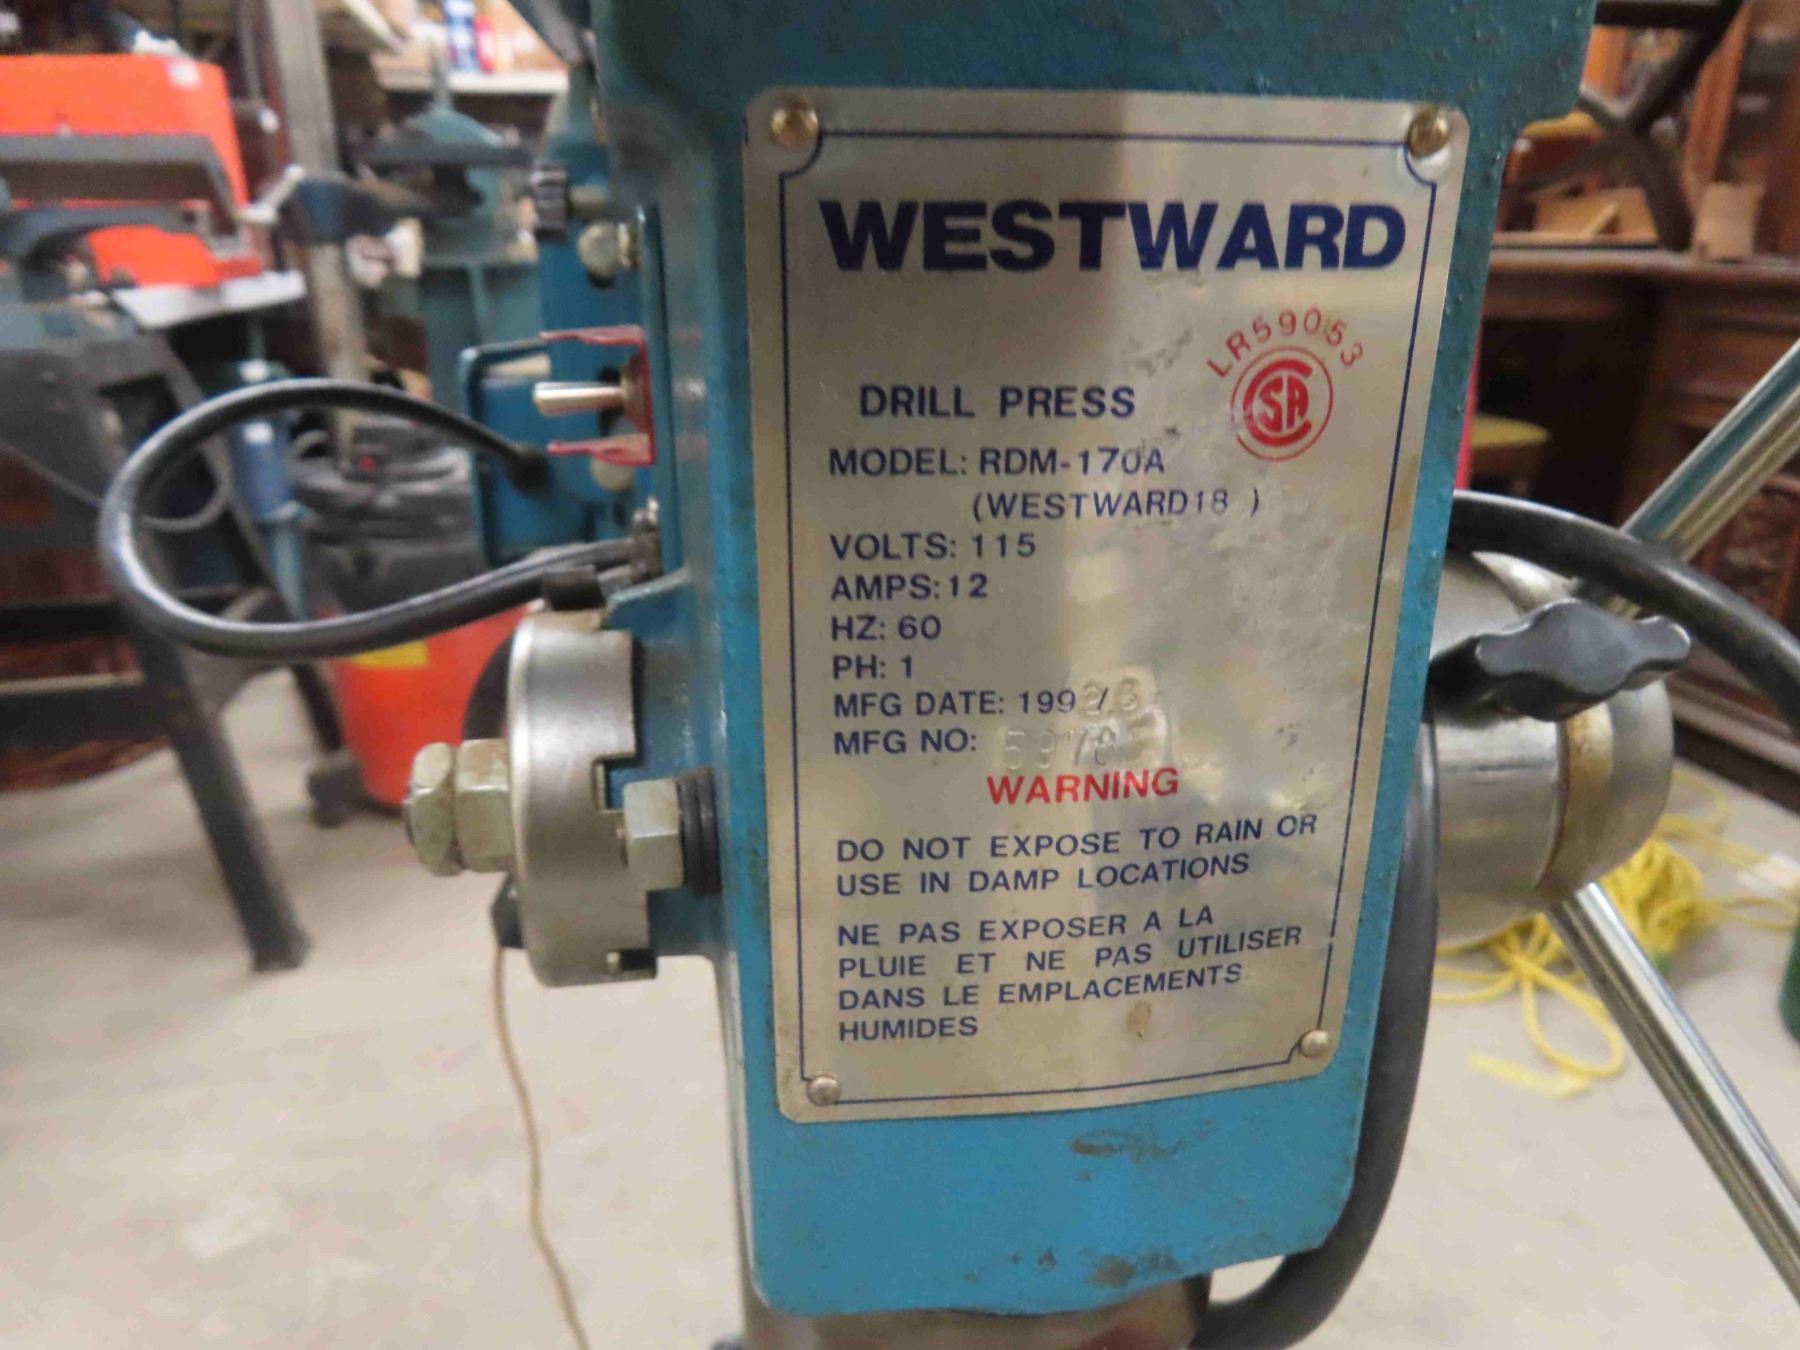 WESTWARD
LR59053
DRILL PRESS
MODEL: RDM-170A
(WESTWARD18 )
VOLTS: 115
AMPS: 12
HZ: 60
PH: 1
MFG DATE: 199
MFG NO:
WARNING
DO NOT EXPOSE TO RAIN OR
USE IN DAMP LOCATIONS
NE PAS EXPOSER A LA
PLUIE ET NE PAS UTILISER
DANS LE EMPLACEMENTS
HUMIDES